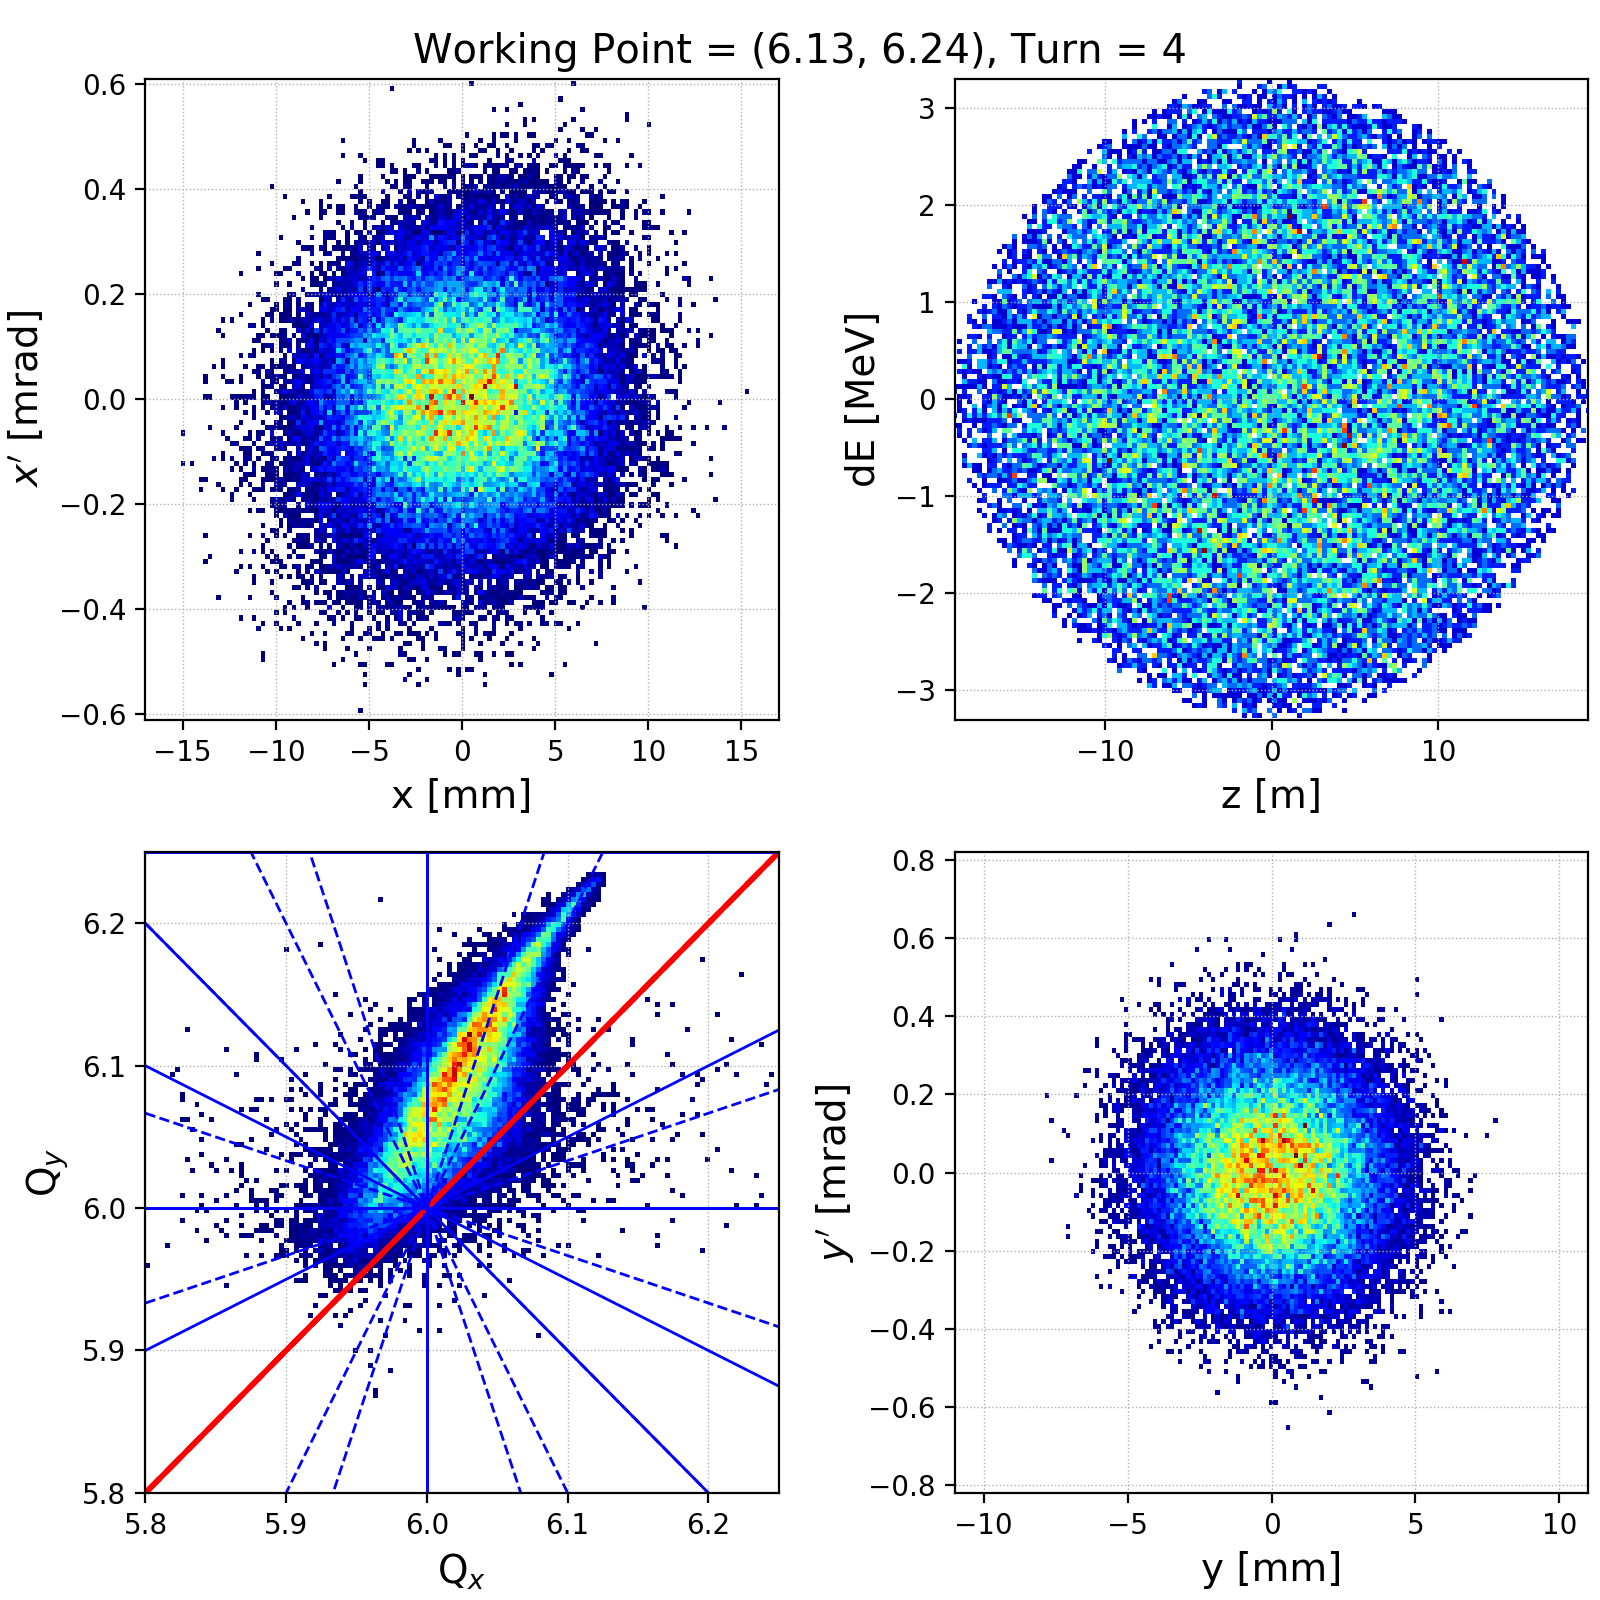 Working Point = (6.13, 6.24), Turn = 4
0.6
0.4
0.2
0.0
−0.2
−0.4
−0.6
x′ [mrad]
−15 −10 −5 0 5 10 15
x [mm]
3
2
1
0
−1
−2
−3
dE [MeV]
−10 0 10
z [m]
6.2
6.1
6.0
5.9
5.8
Qy
5.8 5.9 6.0 6.1 6.2
Qx
0.8
0.6
0.4
0.2
0.0
−0.2
−0.4
−0.6
−0.8
y′ [mrad]
−10 −5 0 5 10
y [mm]